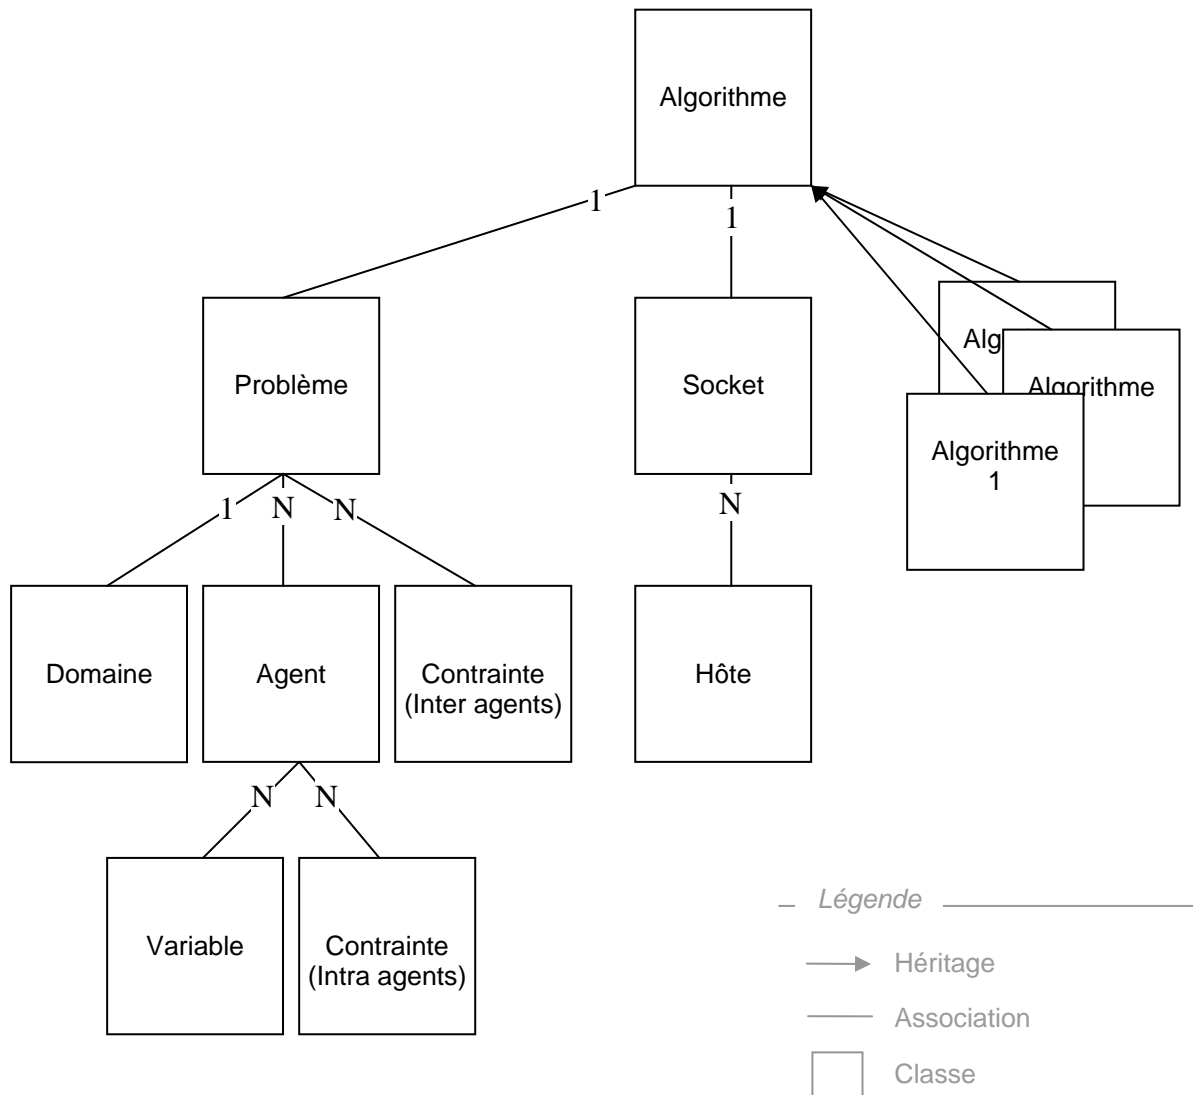 Algorithme
1
1
Problème
Socket
Alg
Algorithme
Algorithme
1
1
N
N
N
Domaine
Agent
Contrainte
(Inter agents)
Hôte
N
N
Variable
Contrainte
(Intra agents)
Légende
Héritage
Association
Classe